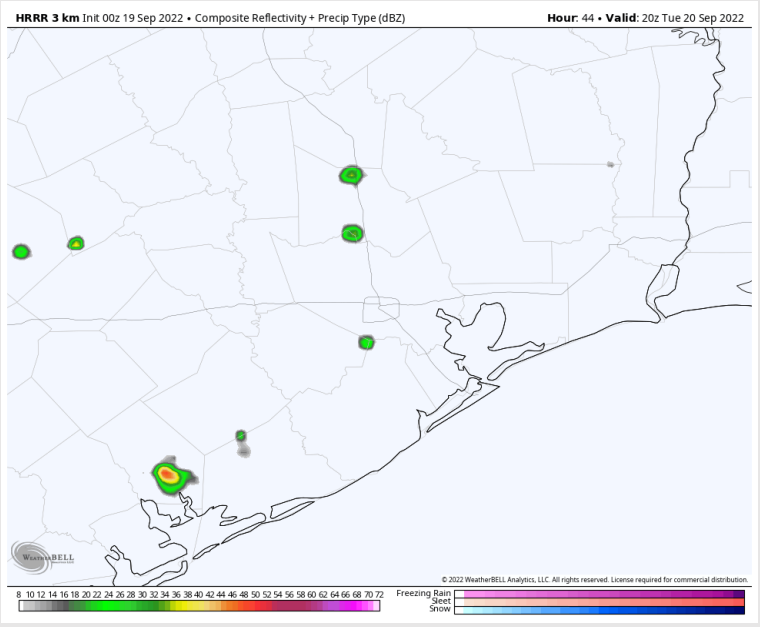 HRRR 3 km Init 00z 19 Sep 2022 • Composite Reflectivity + Precip Type (dBZ)
Hour: 44 • Valid: 20z Tue 20 Sep 2022
WEATHERBELL
© 2022 WeatherBELL Analytics, LLC. All rights reserved. License required for commercial distribution.
8 10 12 14 16 18 20 22 24 26 28 30 32 34 36 38 40 42 44 46 48 50 52 54 56 58 60 62 64 66 68 70 72
Freezing Rain
Sleet
Snow